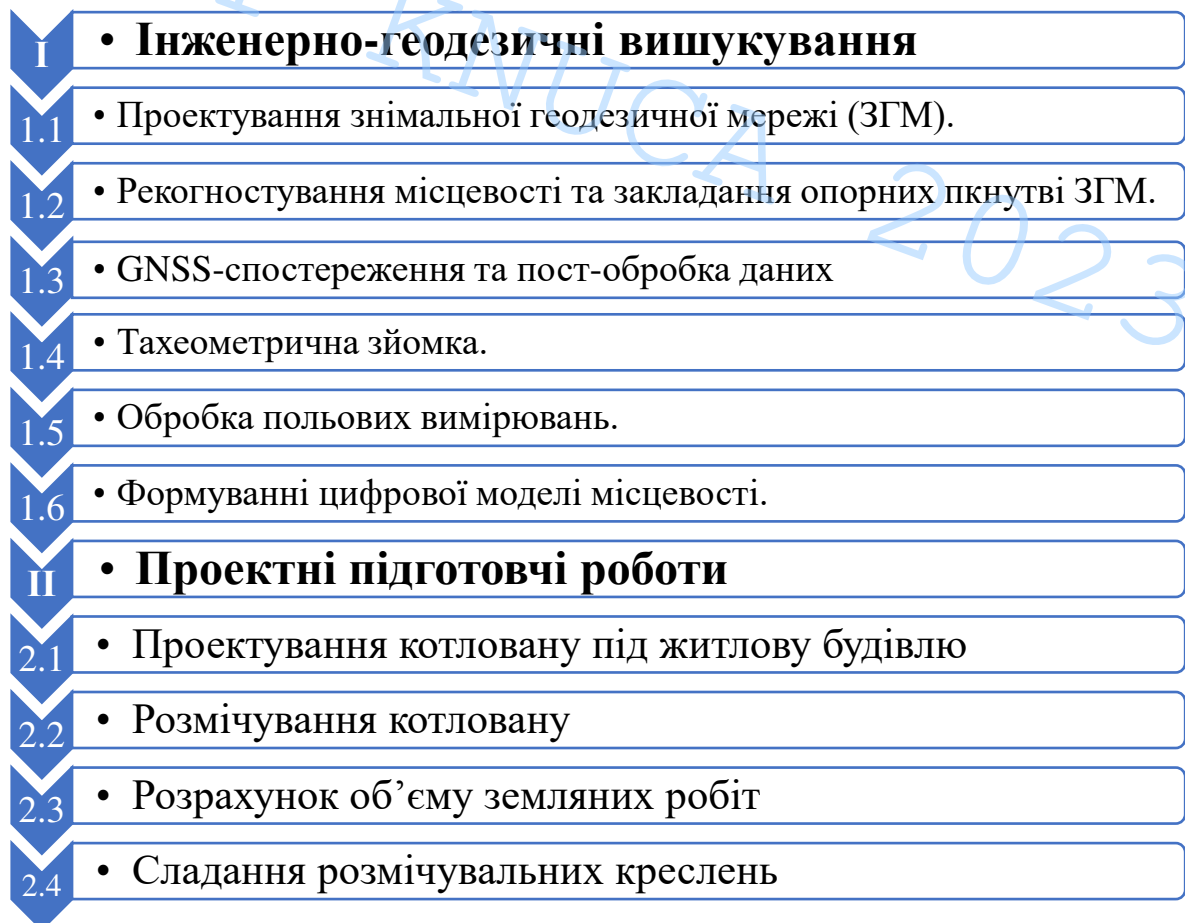 I
• Інженерно-геодезичні вишукування
1.1
• Проектування знімальної геодезичної мережі (ЗГМ).
1.2
• Рекогностування місцевості та закладання опорних пкнутві ЗГМ.
1.3
• GNSS-спостереження та пост-обробка даних
1.4
• Тахеометрична зйомка.
1.5
• Обробка польових вимірювань.
1.6
• Формуванні цифрової моделі місцевості.
II
• Проектні підготовчі роботи
2.1
• Проектування котловану під житлову будівлю
2.2
• Розмічування котловану
2.3
• Розрахунок об’єму земляних робіт
2.4
• Сладання розмічувальних креслень
KNUCA 2023